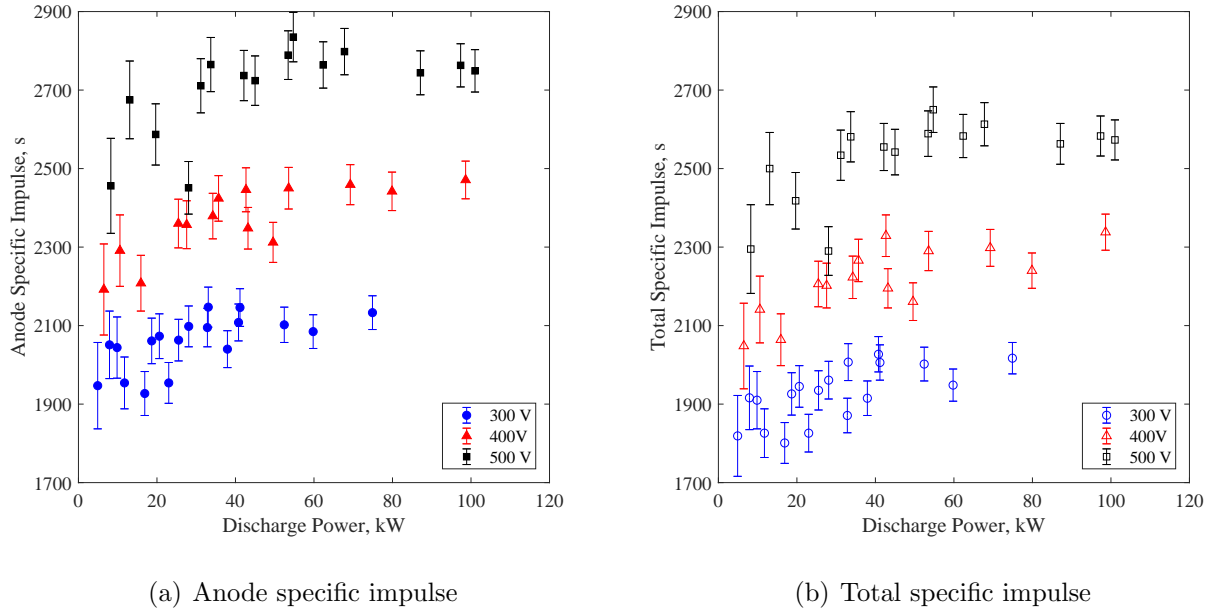 2900
2700
2500
2300
2100
1900
1700
Anode Specific Impulse, s
0 20 40 60 80 100 120
Discharge Power, kW
300 V
400V
500 V
(a) Anode specific impulse
2900
2700
2500
2300
2100
1900
1700
Total Specific Impulse, s
0 20 40 60 80 100 120
Discharge Power, kW
300 V
400V
500 V
(b) Total specific impulse